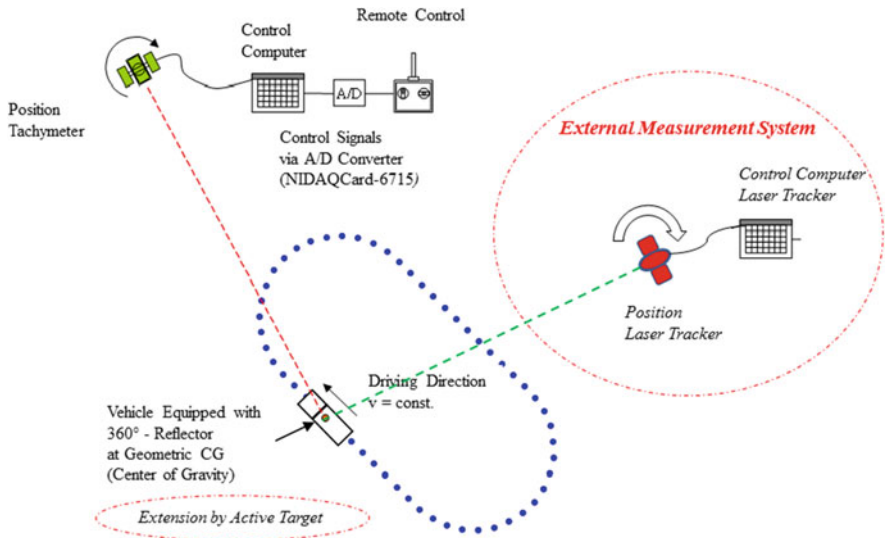 Remote Control
Control
Computer
A/D
Position
Tachymeter
Control Signals
via A/D Converter
(NIDAQCard-6715)
External Measurement System
Control Computer
Laser Tracker
Position
Laser Tracker
Driving Direction
v = const.
Vehicle Equipped with
360° - Reflector
at Geometric CG
(Center of Gravity)
Extension by Active Target